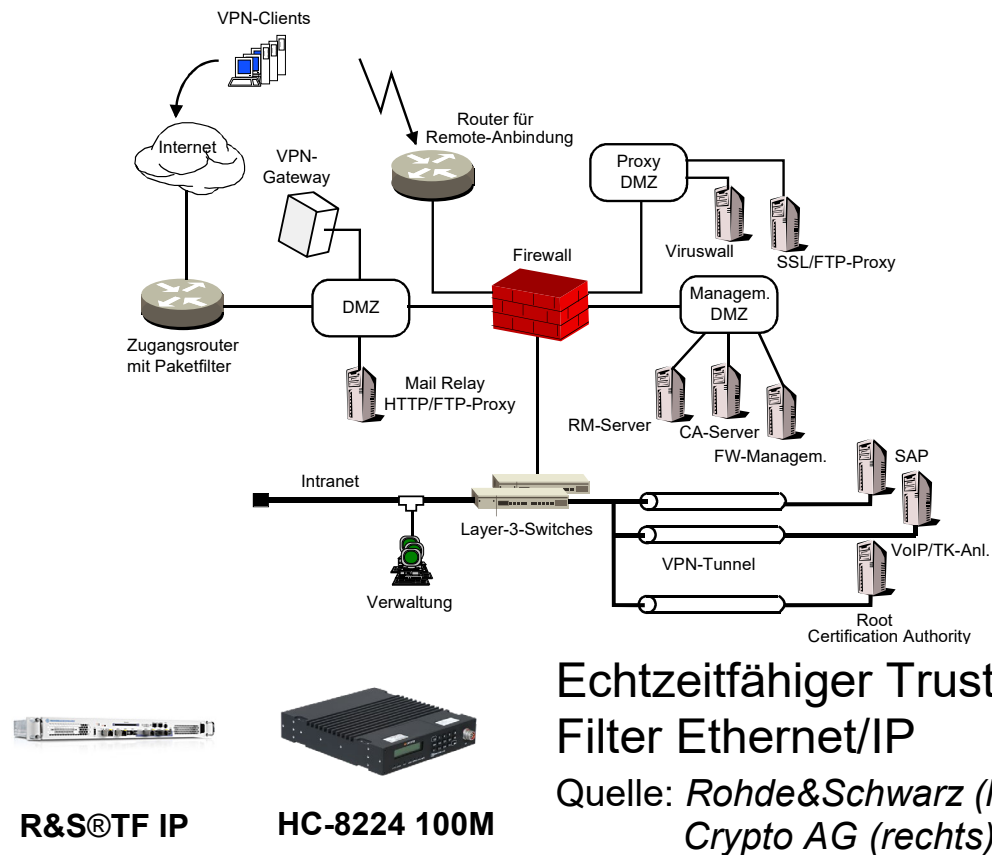 VPN-Clients
Internet
VPN-
Gateway
Router für
Remote-Anbindung
Proxy
DMZ
Viruswall
SSL/FTP-Proxy
Firewall
DMZ
Managem.
DMZ
Zugangsrouter
mit Paketfilter
Mail Relay
HTTP/FTP-Proxy
RM-Server
CA-Server
FW-Managem.
Intranet
Layer-3-Switches
SAP
VPN-Tunnel
VoIP/TK-Anl.
Verwaltung
Root
Certification Authority
Echtzeitfähiger Trust
Filter Ethernet/IP
Quelle: Rohde&Schwarz
Crypto AG (rechts)
R&S®TF IP
HC-8224 100M